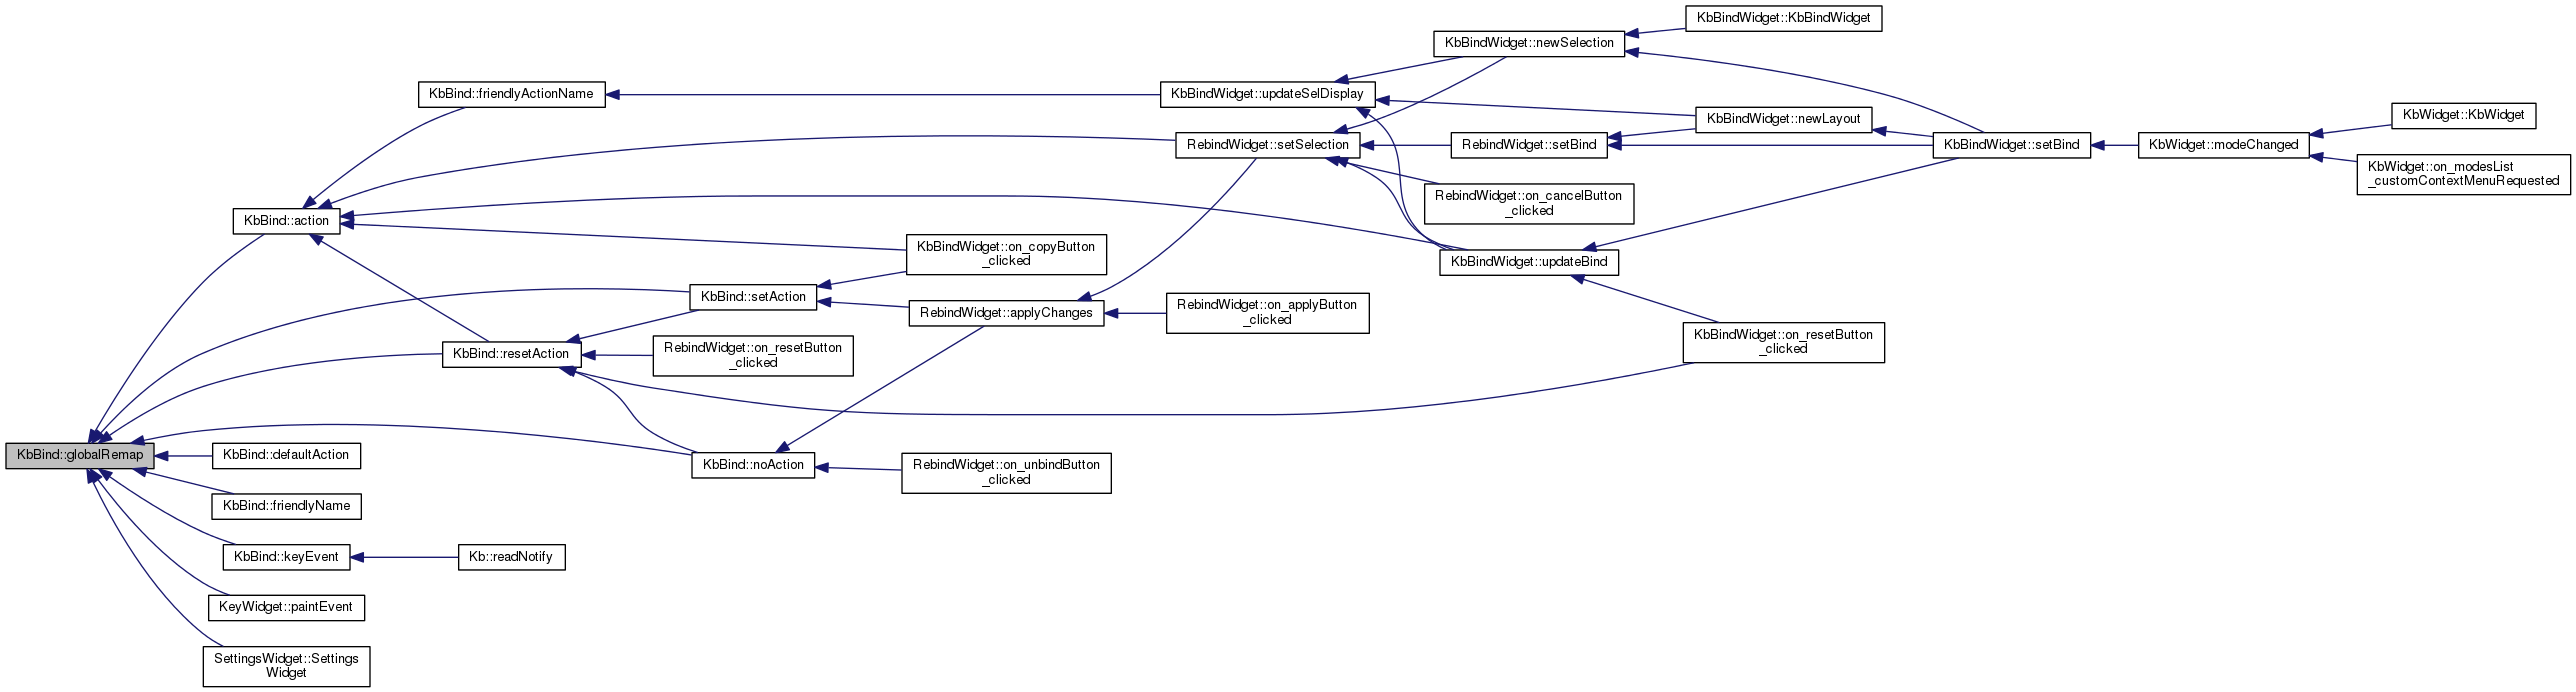 KbBindWidget::KbBindWidget
KbBindWidget::newSelection
KbBind::friendlyActionName
KbBindWidget::updateSelDisplay
KbBindWidget::newLayout
KbWidget::KbWidget
RebindWidget::setSelection
RebindWidget::setBind
KbBindWidget::setBind
KbWidget::modeChanged
KbWidget::on_modesList
_customContextMenuRequested
RebindWidget::on_cancelButton
_clicked
KbBind::action
KbBindWidget::on_copyButton
_clicked
KbBindWidget::updateBind
KbBind::setAction
RebindWidget::applyChanges
RebindWidget::on_applyButton
_clicked
KbBind::resetAction
RebindWidget::on_resetButton
_clicked
KbBindWidget::on_resetButton
_clicked
KbBind::globalRemap
KbBind::defaultAction
KbBind::noAction
RebindWidget::on_unbindButton
_clicked
KbBind::friendlyName
KbBind::keyEvent
Kb::readNotify
KeyWidget::paintEvent
SettingsWidget::Settings
Widget